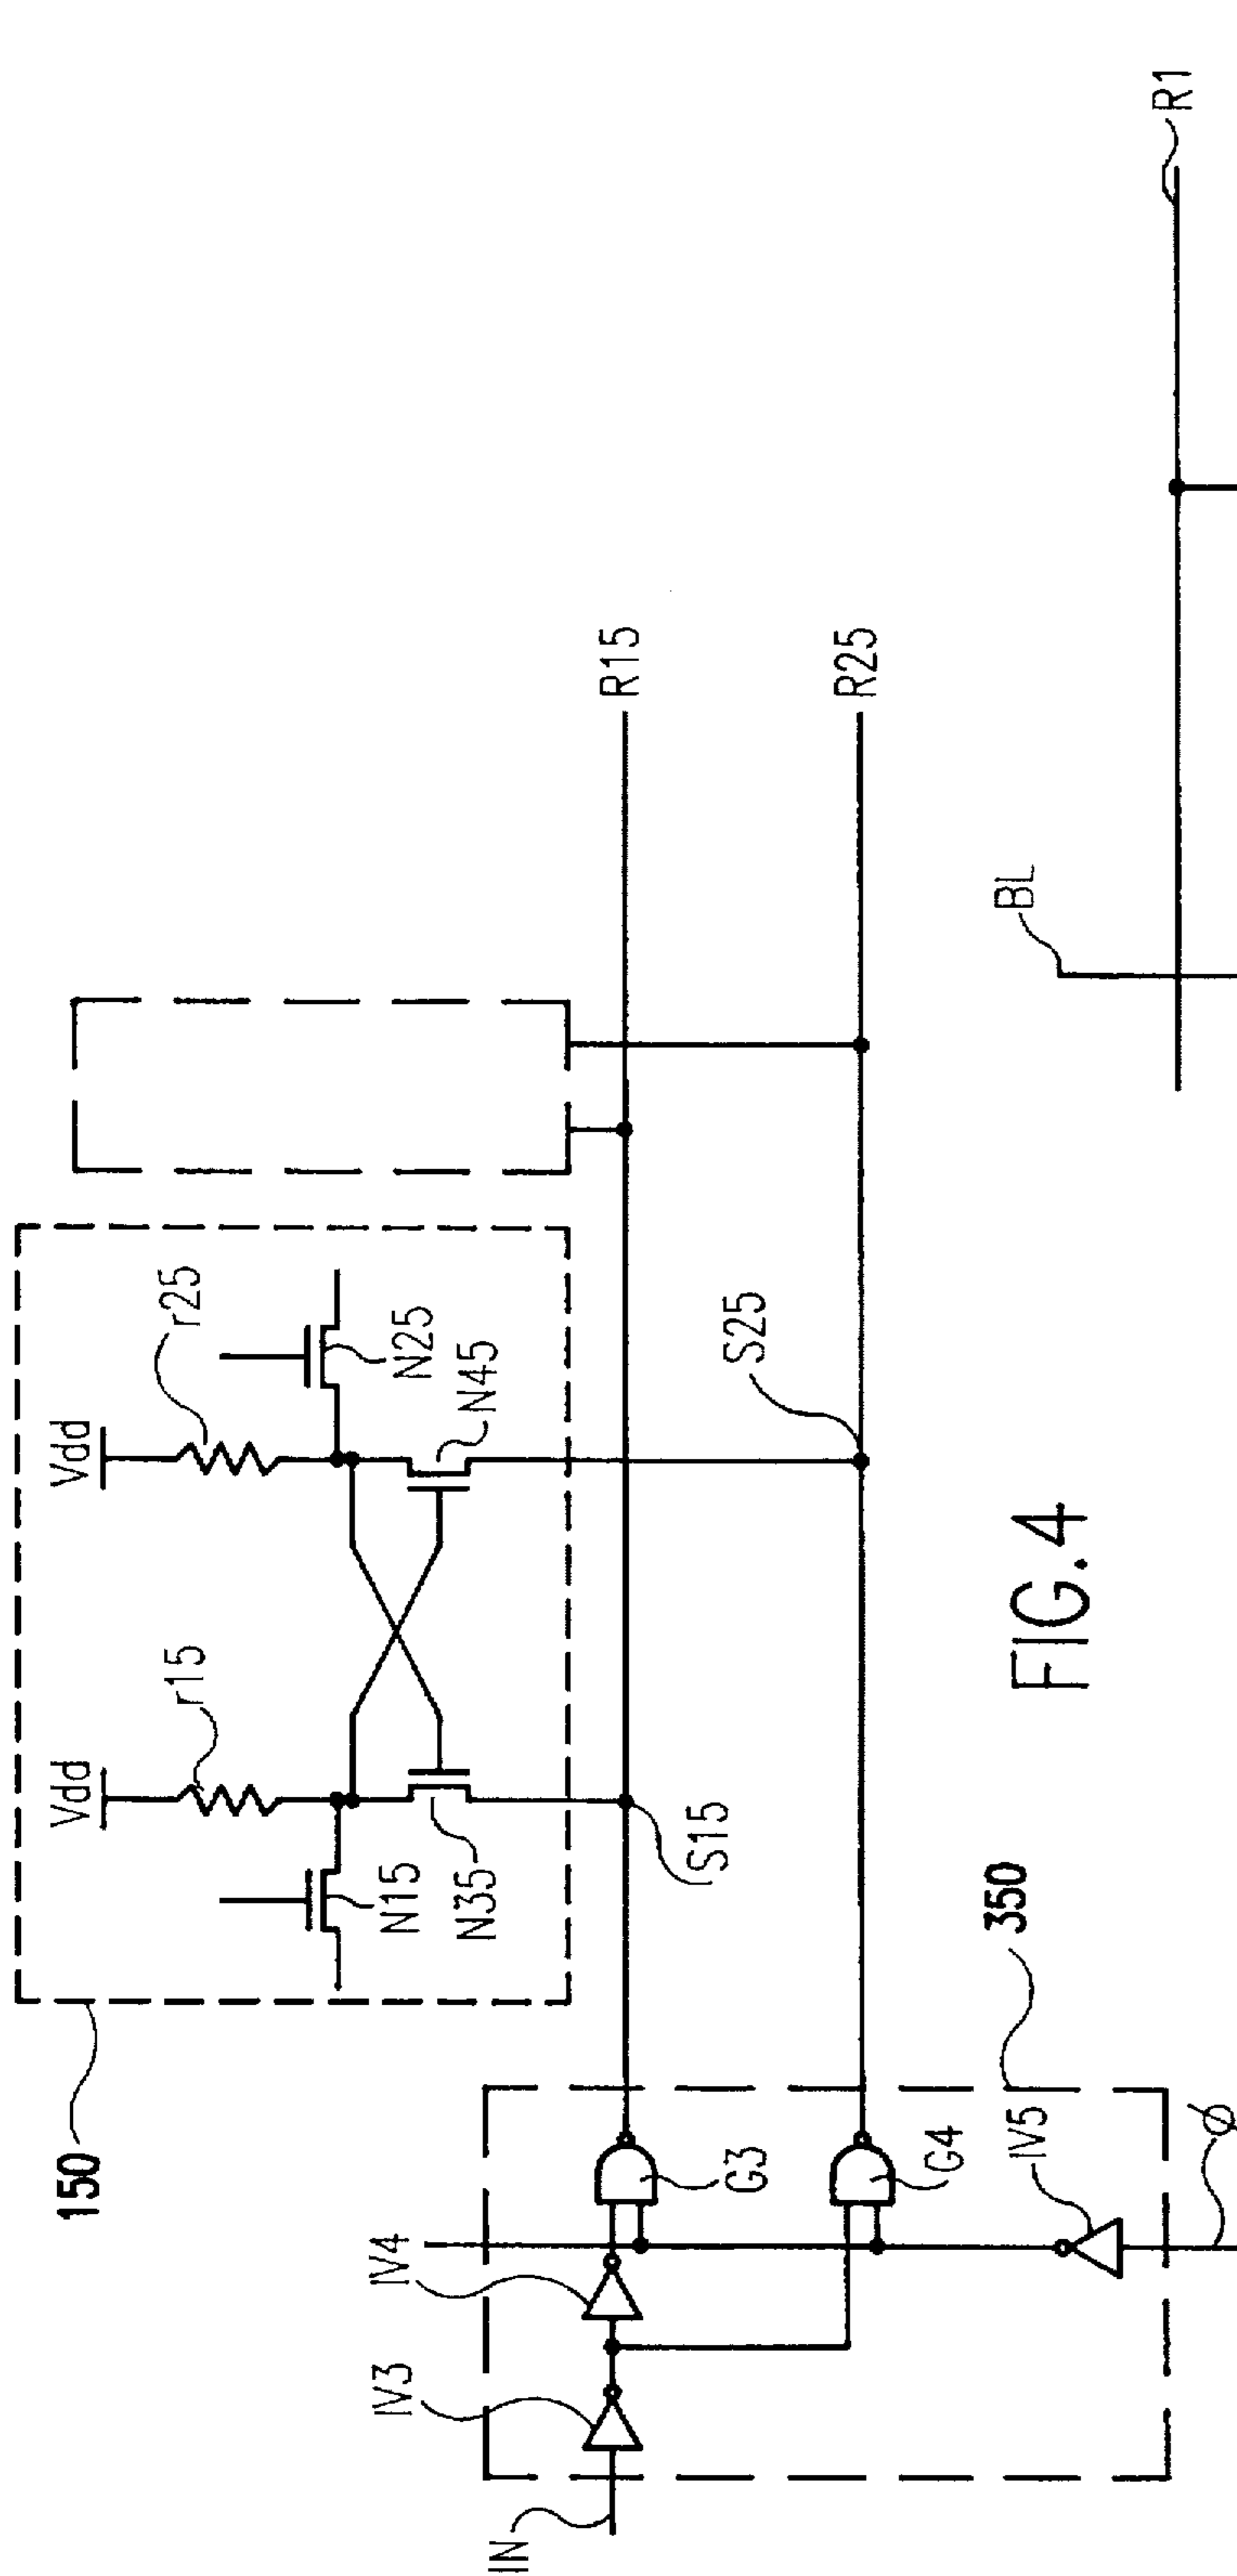 150
Vdd
Vdd
r15
r25
N15
N25
N35
N45
IV4
IV3
IN
S15
S25
R15
R25
G3
G4
IV5
350
Ø
FIG.4
BL
R1